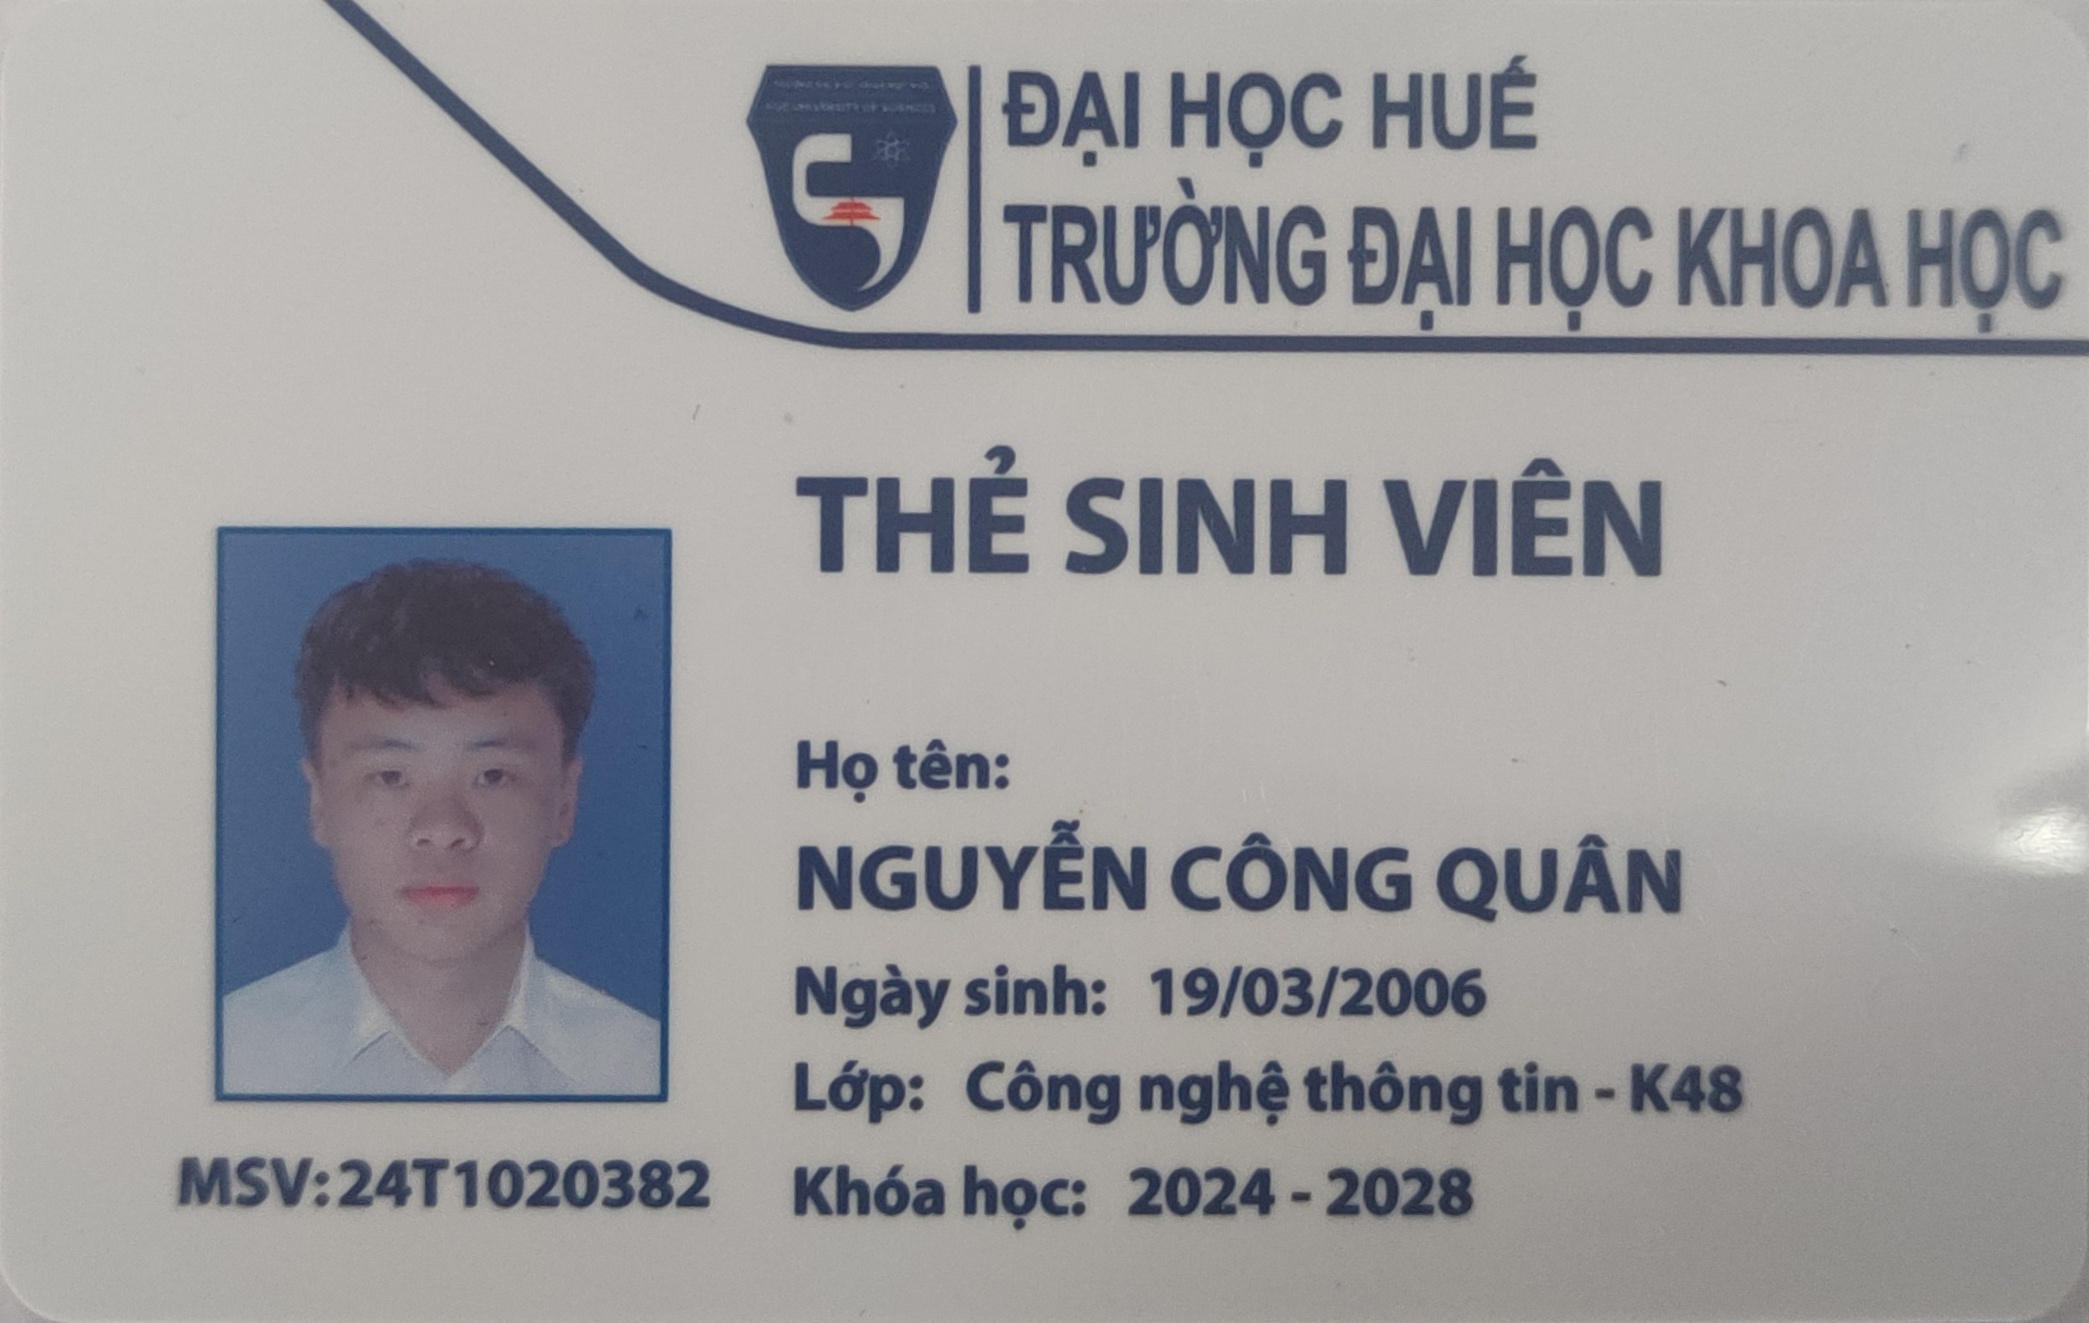 ĐẠI HỌC HUẾ
TRƯỜNG ĐẠI HỌC KHOA HỌC
THẺ SINH VIÊN
Họ tên:
NGUYỄN CÔNG QUÂN
Ngày sinh: 19/03/2006
Lớp: Công nghệ thông tin - K48
Khóa học: 2024 - 2028
MSV: 24T1020382